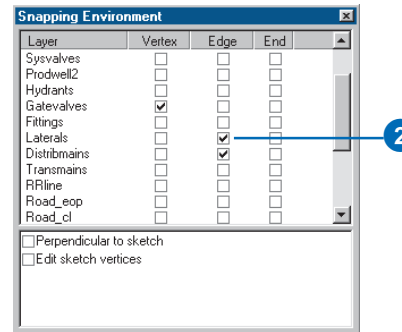 Snapping Environment
Layer Vertex Edge End
Sysvalves
Prodwell2
Hydrants
Gatevalves
Fittings
Laterals
2
Distribmains
Transmains
RRline
Road_eop
Road_cl
Perpendicular to sketch
Edit sketch vertices